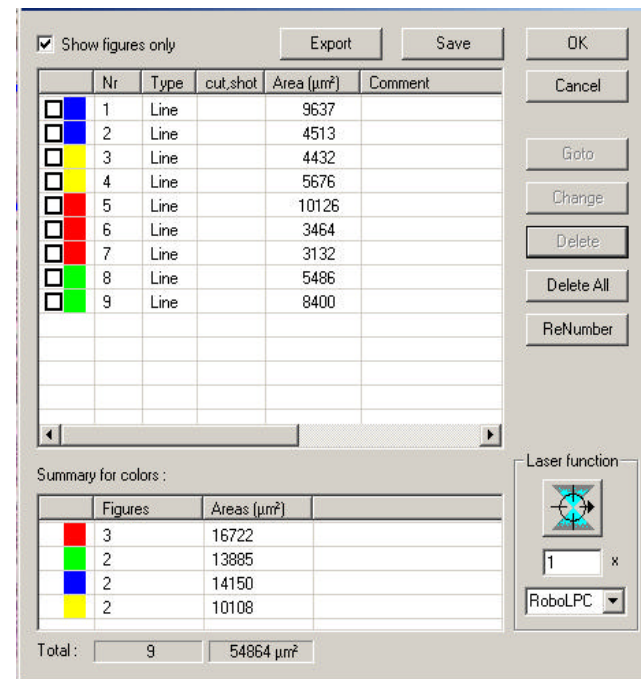 Show figures only Export Save OK
Nr Type cut,shot Area (µm²) Comment Cancel
1 Line 9637
2 Line 4513
3 Line 4432 Goto
4 Line 5676
5 Line 10126 Change
6 Line 3464
7 Line 3132 Delete
8 Line 5486 Delete All
9 Line 8400
ReNumber
Summary for colors : Laser function
Figures Areas (µm²)
3 16722
2 13885 1 x
2 14150
2 10108 RoboLPC
Total : 9 54864 µm²